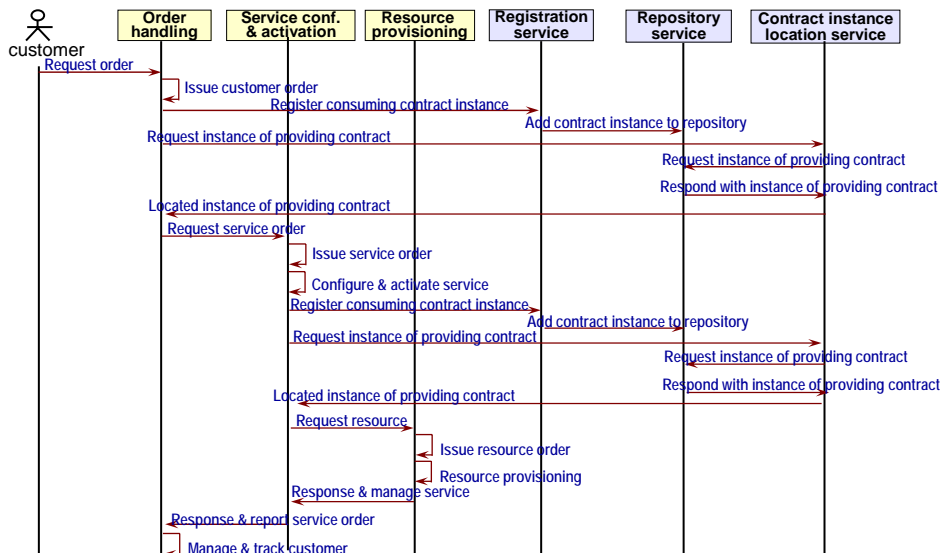 customer
Order
handling
Service conf.
& activation
Resource
provisioning
Registration
service
Repository
service
Contract instance
location service
Request order
Issue customer order
Register consuming contract instance
Add contract instance to repository
Request instance of providing contract
Request instance of providing contract
Respond with instance of providing contract
Located instance of providing contract
Request service order
Issue service order
Configure & activate service
Register consuming contract instance
Add contract instance to repository
Request instance of providing contract
Request instance of providing contract
Respond with instance of providing contract
Located instance of providing contract
Request resource
Issue resource order
Resource provisioning
Response & manage service
Response & report service order
Manage & track customer